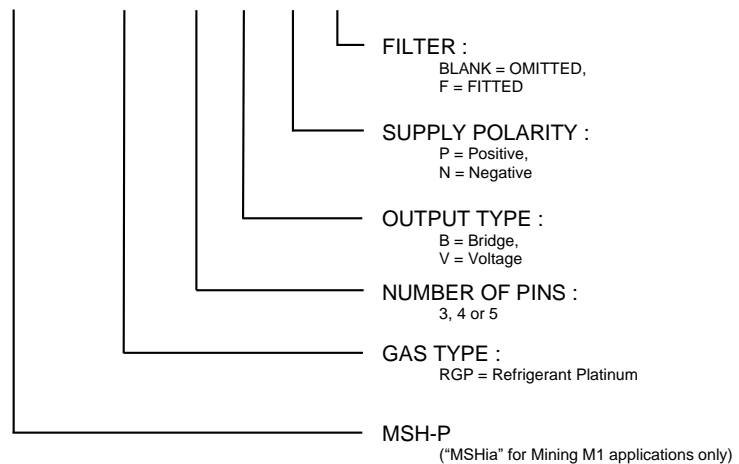 FILTER :
BLANK = OMITTED,
F = FITTED
SUPPLY POLARITY :
P = Positive,
N = Negative
OUTPUT TYPE :
B = Bridge,
V = Voltage
NUMBER OF PINS :
3, 4 or 5
GAS TYPE :
RGP = Refrigerant Platinum
MSH-P
(“MSHia” for Mining M1 applications only)